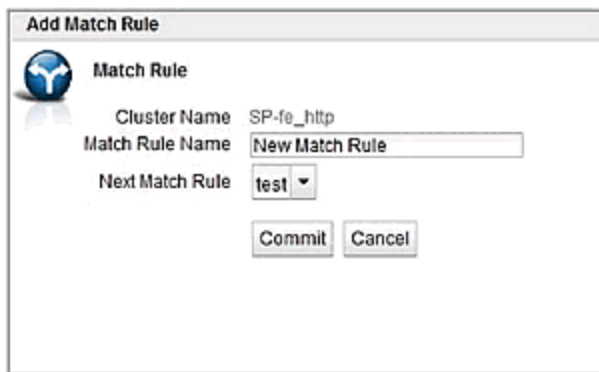 Add Match Rule
Match Rule
Cluster Name SP-fe_http
Match Rule Name New Match Rule
Next Match Rule test
Commit Cancel